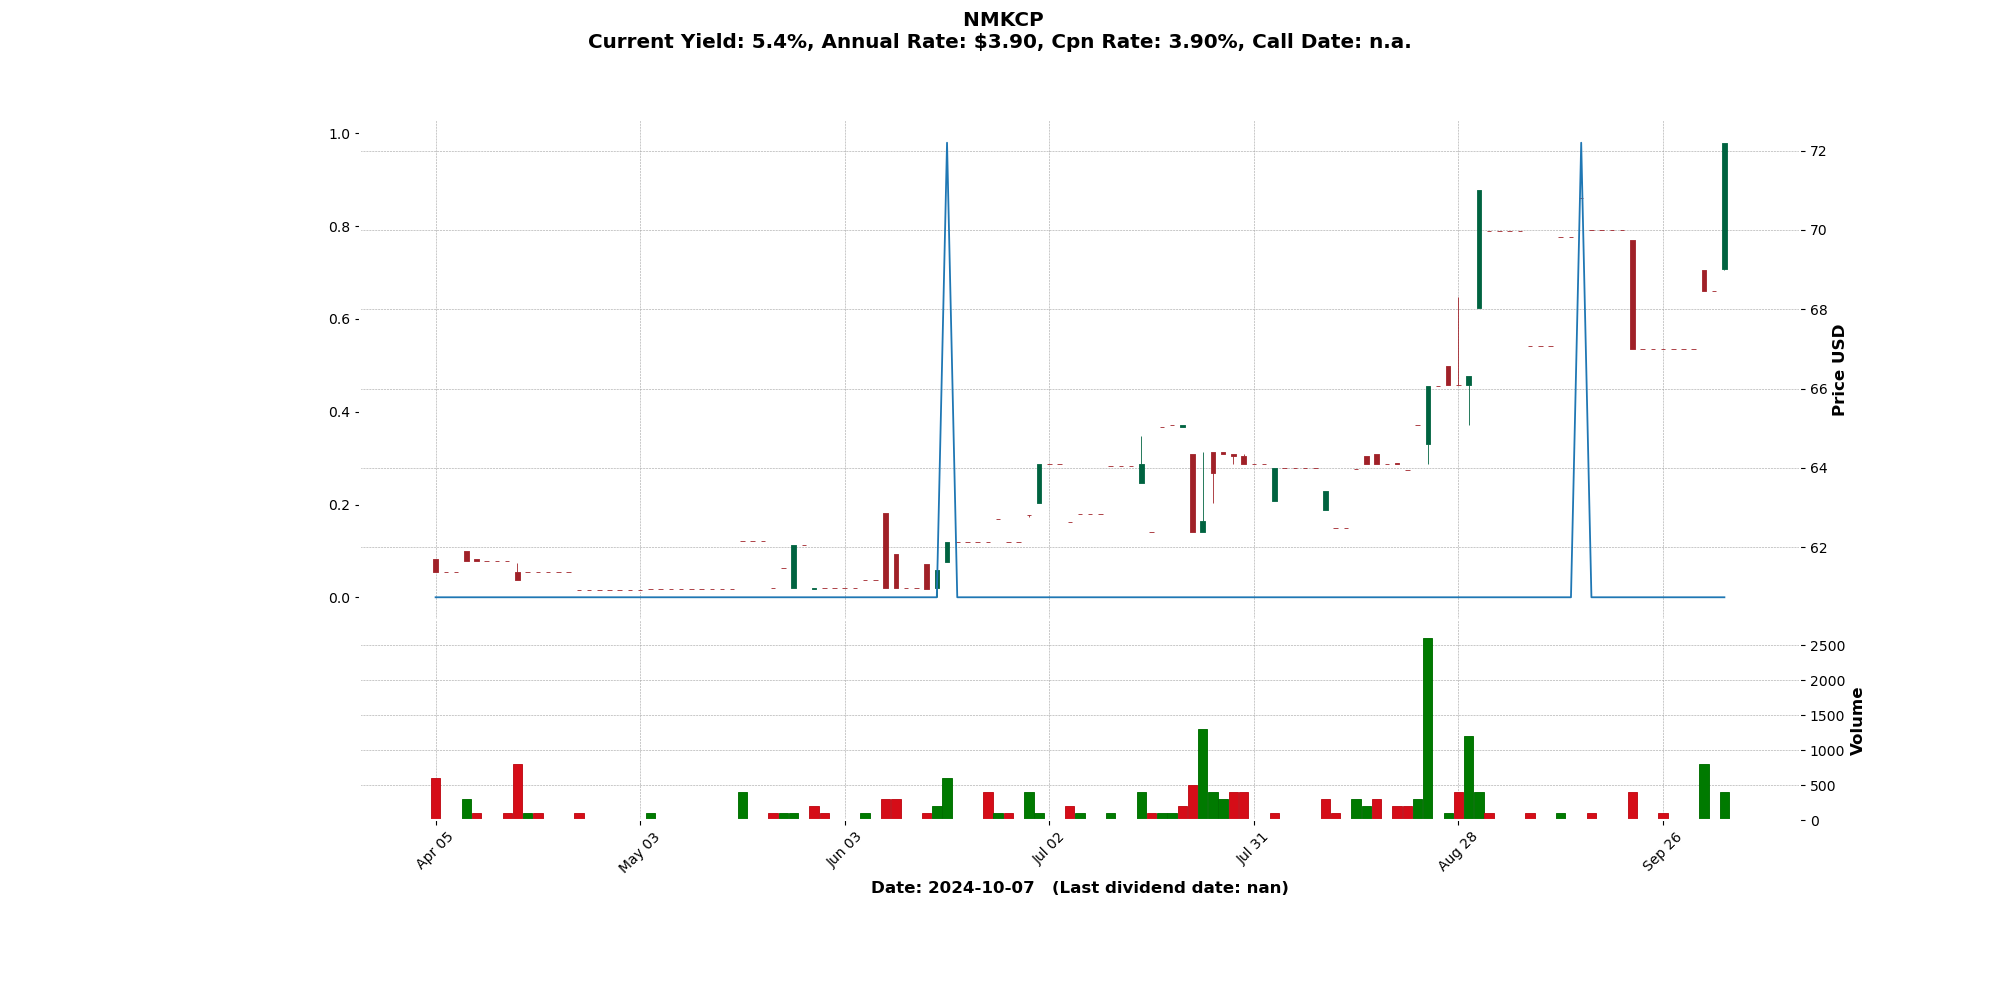 NMKCP
Current Yield: 5.4%, Annual Rate: $3.90, Cpn Rate: 3.90%, Call Date: n.a.
1.0
0.8
0.6
0.4
0.2
0.0
72
70
68
66
64
62
Price USD
2500
2000
1500
1000
500
0
Volume
Apr 05
May 03
Jun 03
Jul 02
Jul 31
Aug 28
Sep 26
Date: 2024-10-07 (Last dividend date: nan)